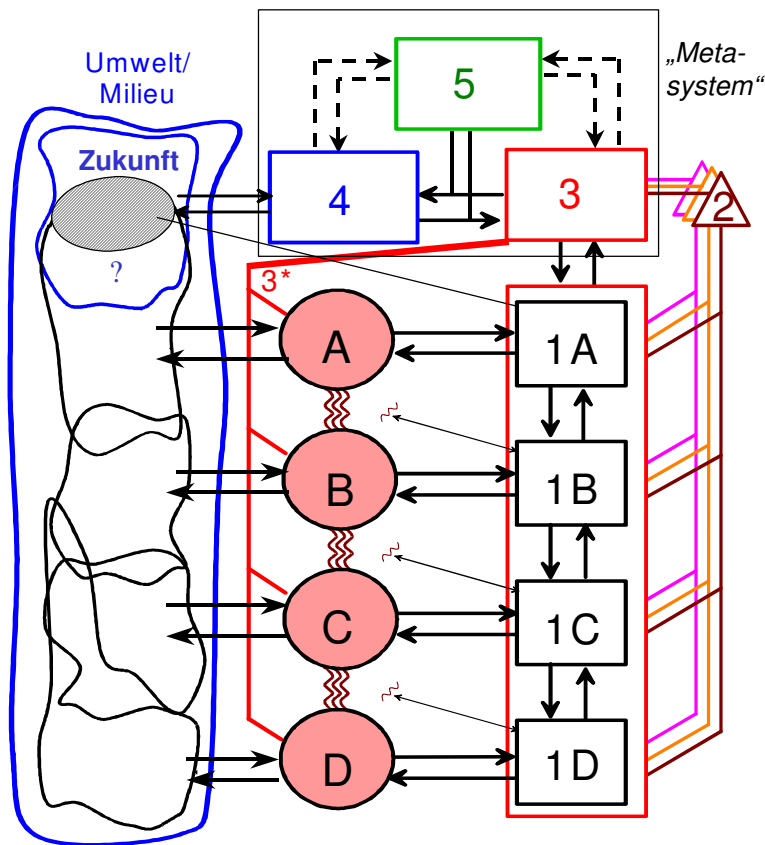 Umwelt/
Milieu
„Meta-
system“
5
Zukunft
4
3
2
?
3*
A
1A
B
1B
C
1C
D
1D